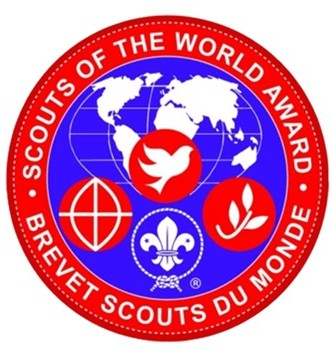 SCOUTS OF THE WORLD AWARD
BREVET SCOUTS DU MONDE
®